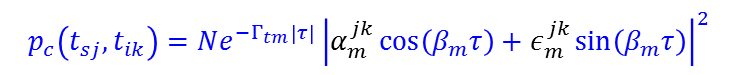 p_c(t_{sj}, t_{ik}) = Ne^{-Γ_{tm}|τ|} |α_m^{jk} cos(β_m τ) + ϵ_m^{jk} sin(β_m τ)|^2